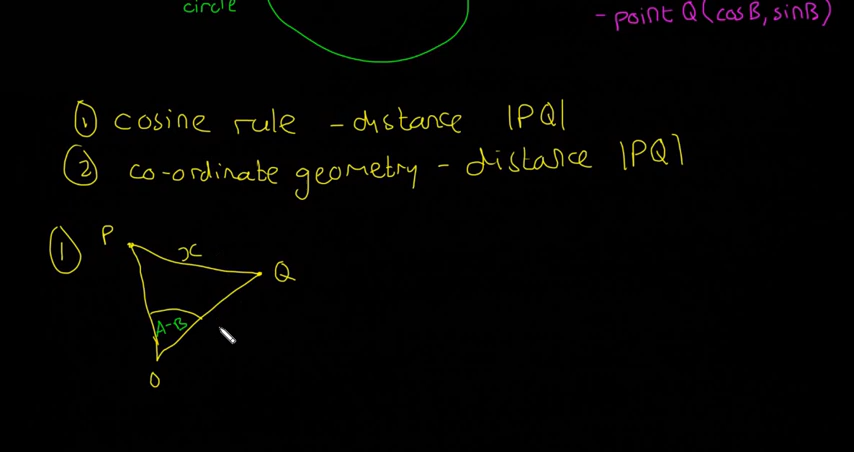 circle
- point Q (cosB, sinB)
① cosine rule - distance |PQ|
② co-ordinate geometry - distance |PQ|
①
P
x
Q
A-B
O